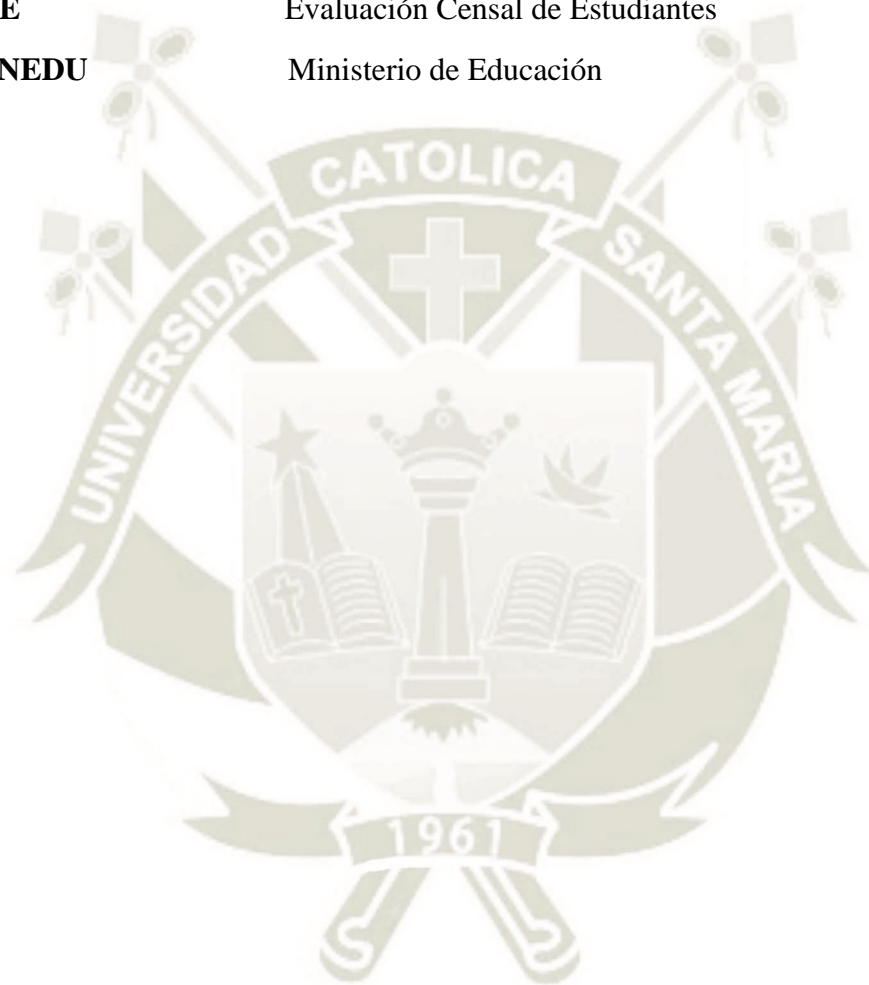 E Evaluación Censal de Estudiantes
NEDU Ministerio de Educación
CATOLICA
UNIVERSIDAD
SANTA MARIA
1961